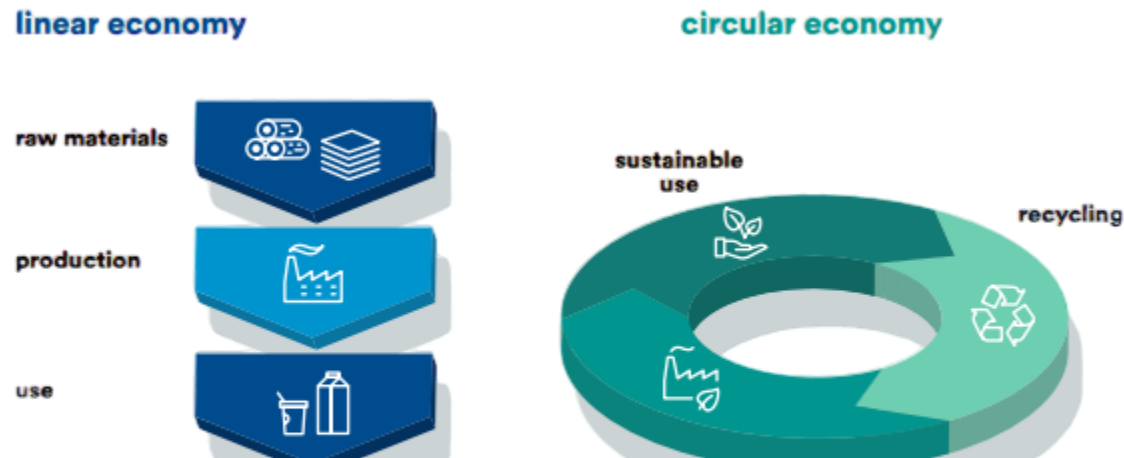 linear economy
circular economy
raw materials
sustainable
use
recycling
production
use